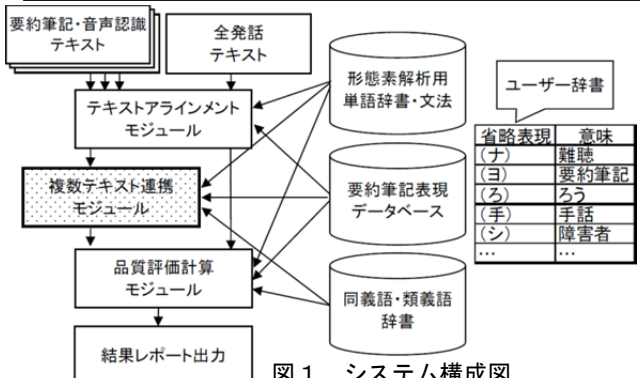 要約筆記・音声認識
テキスト
全発話
テキスト
テキストアラインメント
モジュール
複数テキスト連携
モジュール
品質評価計算
モジュール
結果レポート出力
形態素解析用
単語辞書・文法
要約筆記表現
データベース
同義語・類義語
辞書
ユーザー辞書
省略表現 意味
(ナ) 難聴
(ヨ) 要約筆記
(ろ) ろう
(手) 手話
(シ) 障害者
… …
図1 システム構成図